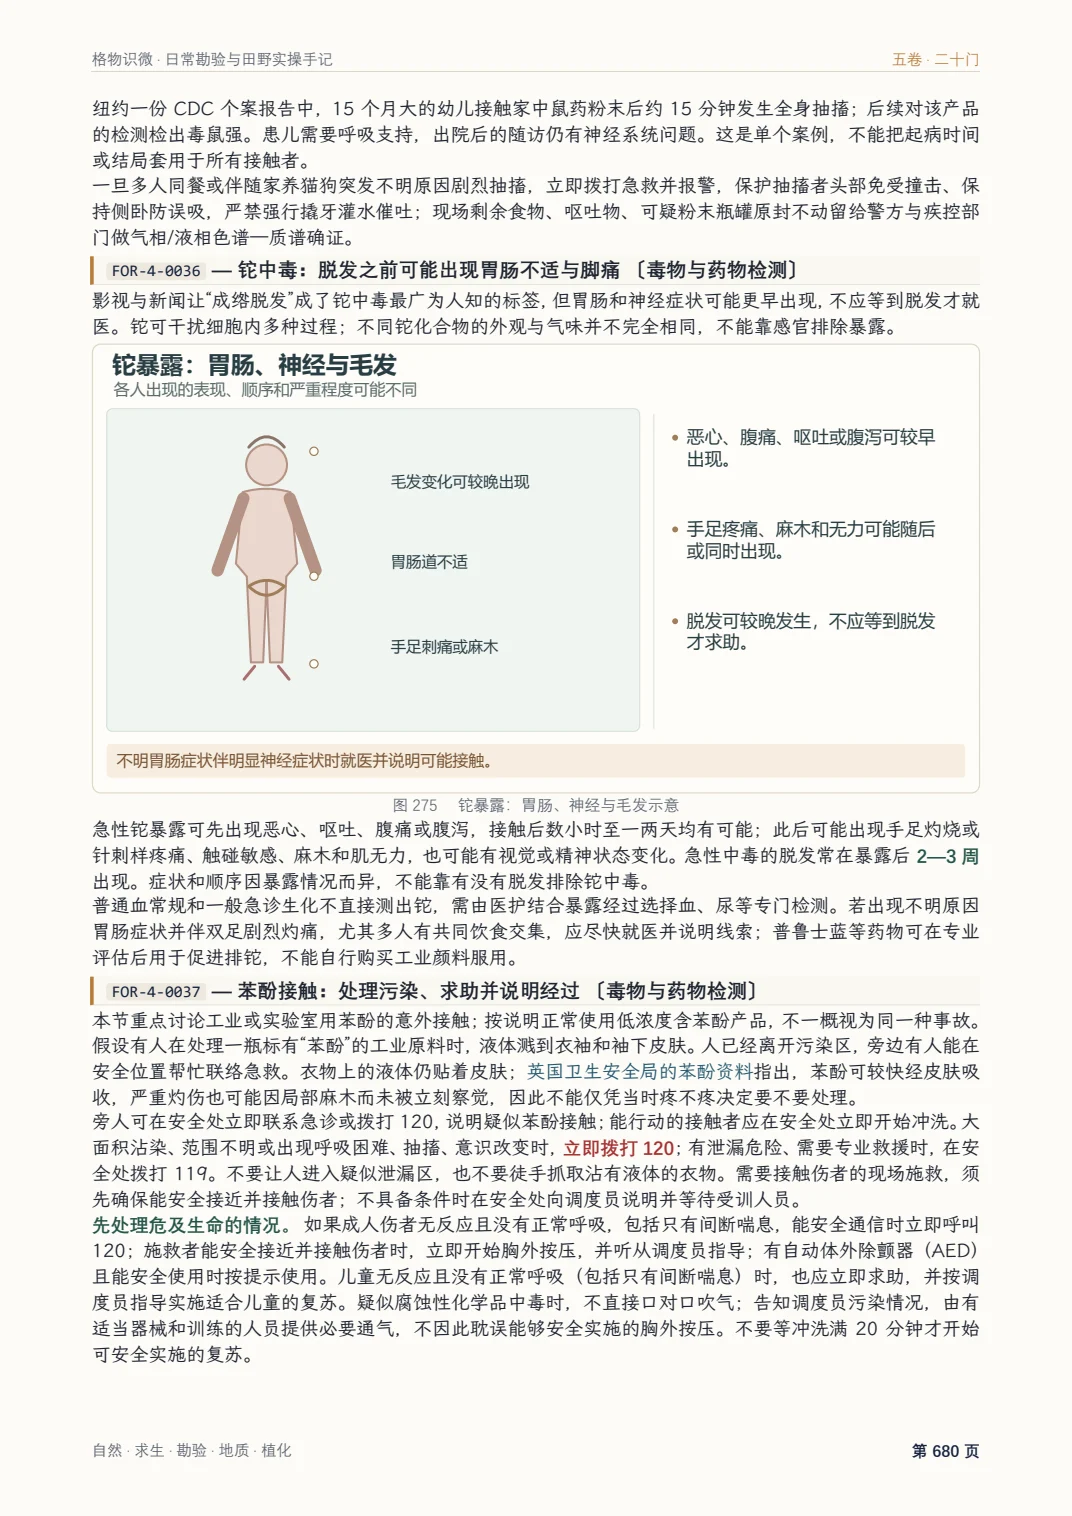 格物识微 · 日常勘验与田野实操手记
五卷 · 二十门
纽约一份 CDC 个案报告中，15 个月大的幼儿接触家中鼠药粉末后约 15 分钟发生全身抽搐；后续对该产品
的检测检出毒鼠强。患儿需要呼吸支持，出院后的随访仍有神经系统问题。这是单个案例，不能把起病时间
或结局套用于所有接触者。
一旦多人同餐或伴随家养猫狗突发不明原因剧烈抽搐，立即拨打急救并报警，保护抽搐者头部免受撞击、保
持侧卧防误吸，严禁强行撬牙灌水催吐；现场剩余食物、呕吐物、可疑粉末瓶罐原封不动留给警方与疾控部
门做气相/液相色谱—质谱确证。
FOR-4-0036 — 铊中毒：脱发之前可能出现胃肠不适与脚痛 〔毒物与药物检测〕
影视与新闻让“成绺脱发”成了铊中毒最广为人知的标签，但胃肠和神经症状可能更早出现，不应等到脱发才就
医。铊可干扰细胞内多种过程；不同铊化合物的外观与气味并不完全相同，不能靠感官排除暴露。
铊暴露：胃肠、神经与毛发
各人出现的表现、顺序和严重程度可能不同
毛发变化可较晚出现
胃肠道不适
手足刺痛或麻木
• 恶心、腹痛、呕吐或腹泻可较早
出现。
• 手足疼痛、麻木和无力可能随后
或同时出现。
• 脱发可较晚发生，不应等到脱发
才求助。
不明胃肠症状伴明显神经症状时就医并说明可能接触。
图 275 铊暴露：胃肠、神经与毛发示意
急性铊暴露可先出现恶心、呕吐、腹痛或腹泻，接触后数小时至一两天均有可能；此后可能出现手足灼烧或
针刺样疼痛、触碰敏感、麻木和肌无力，也可能有视觉或精神状态变化。急性中毒的脱发常在暴露后 2—3 周
出现。症状和顺序因暴露情况而异，不能靠有没有脱发排除铊中毒。
普通血常规和一般急诊生化不直接测出铊，需由医护结合暴露经过选择血、尿等专门检测。若出现不明原因
胃肠症状并伴双足剧烈灼痛，尤其多人有共同饮食交集，应尽快就医并说明线索；普鲁士蓝等药物可在专业
评估后用于促进排铊，不能自行购买工业颜料服用。
FOR-4-0037 — 苯酚接触：处理污染、求助并说明经过 〔毒物与药物检测〕
本节重点讨论工业或实验室用苯酚的意外接触；按说明正常使用低浓度含苯酚产品，不一概视为同一种事故。
假设有人在处理一瓶标有“苯酚”的工业原料时，液体溅到衣袖和袖下皮肤。人已经离开污染区，旁边有人能在
安全位置帮忙联络急救。衣物上的液体仍贴着皮肤；英国卫生安全局的苯酚资料指出，苯酚可较快经皮肤吸
收，严重灼伤也可能因局部麻木而未被立刻察觉，因此不能仅凭当时疼不疼决定要不要处理。
旁人可在安全处立即联系急诊或拨打 120，说明疑似苯酚接触；能行动的接触者应在安全处立即开始冲洗。大
面积沾染、范围不明或出现呼吸困难、抽搐、意识改变时，立即拨打 120；有泄漏危险、需要专业救援时，在安
全处拨打 119。不要让人进入疑似泄漏区，也不要徒手抓取沾有液体的衣物。需要接触伤者的现场施救，须
先确保能安全接近并接触伤者；不具备条件时在安全处向调度员说明并等待受训人员。
先处理危及生命的情况。 如果成人伤者无反应且没有正常呼吸，包括只有间断喘息，能安全通信时立即呼叫
120；施救者能安全接近并接触伤者时，立即开始胸外按压，并听从调度员指导；有自动体外除颤器（AED）
且能安全使用时按提示使用。儿童无反应且没有正常呼吸（包括只有间断喘息）时，也应立即求助，并按调
度员指导实施适合儿童的复苏。疑似腐蚀性化学品中毒时，不直接口对口吹气；告知调度员污染情况，由有
适当器械和训练的人员提供必要通气，不因此耽误能够安全实施的胸外按压。不要等冲洗满 20 分钟才开始
可安全实施的复苏。
自然 · 求生 · 勘验 · 地质 · 植化
第 680 页